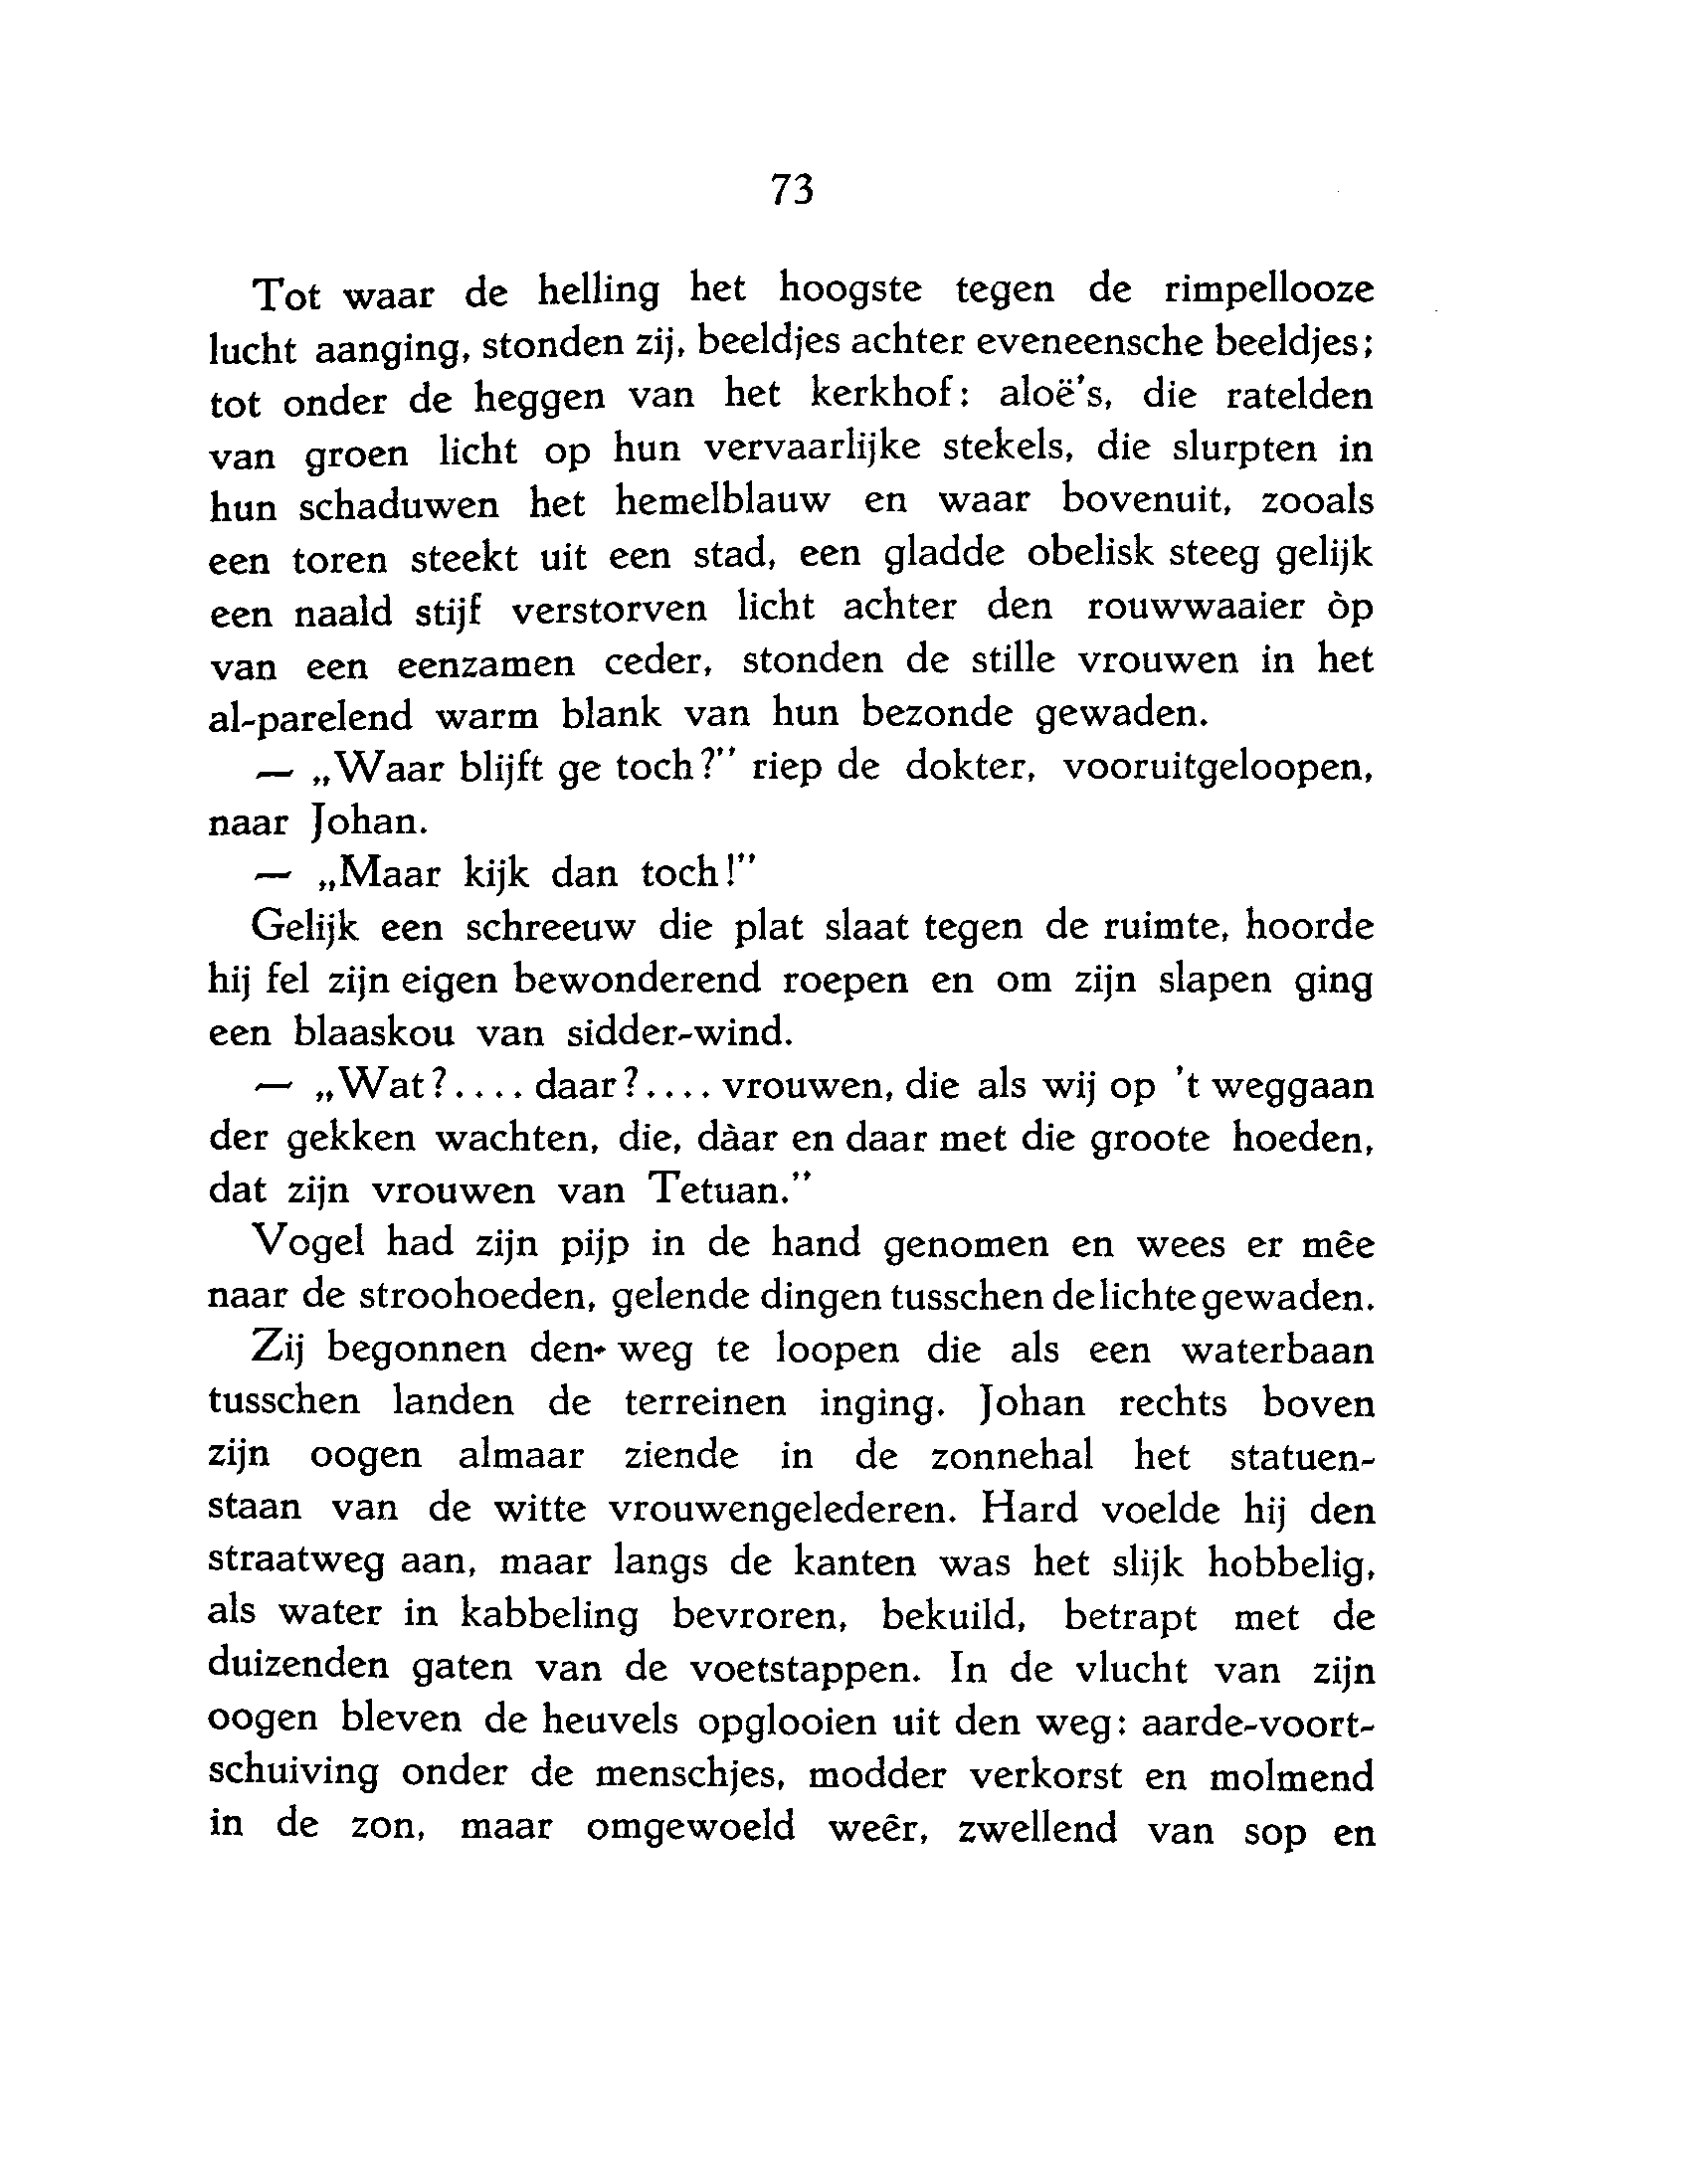 73
Tot waar de helling het hoogste tegen de rimpellooze
lucht aanging, stonden zij, beeldjes achter eveneensche beeldjes;
tot onder de heggen van het kerkhof: aloë's, die ratelden
van groen licht op hun vervaarlijke stekels, die slurpten in
hun schaduwen het hemelblauw en waar bovenuit, zooals
een toren steekt uit een stad, een gladde obelisk steeg gelijk
een naald stijf verstorven licht achter den rouwwaaier òp
van een eenzamen ceder, stonden de stille vrouwen in het
al-parelend warm blank van hun bezonde gewaden.
— „Waar blijft ge toch?" riep de dokter, vooruitgeloopen,
naar Johan.
— „Maar kijk dan toch!"
Gelijk een schreeuw die plat slaat tegen de ruimte, hoorde
hij fel zijn eigen bewonderend roepen en om zijn slapen ging
een blaaskou van sidder-wind.
— „Wat?.... daar?.... vrouwen, die als wij op 't weggaan
der gekken wachten, die, dàar en daar met die groote hoeden,
dat zijn vrouwen van Tetuan."
Vogel had zijn pijp in de hand genomen en wees er mêe
naar de stroohoeden, gelende dingen tusschen de lichte gewaden.
Zij begonnen den weg te loopen die als een waterbaan
tusschen landen de terreinen inging. Johan rechts boven
zijn oogen almaar ziende in de zonnehal het statuen-
staan van de witte vrouwengelederen. Hard voelde hij den
straatweg aan, maar langs de kanten was het slijk hobbelig,
als water in kabbeling bevroren, bekuild, betrapt met de
duizenden gaten van de voetstappen. In de vlucht van zijn
oogen bleven de heuvels opglooien uit den weg: aarde-voort-
schuiving onder de menschjes, modder verkorst en molmend
in de zon, maar omgewoeld weêr, zwellend van sop en